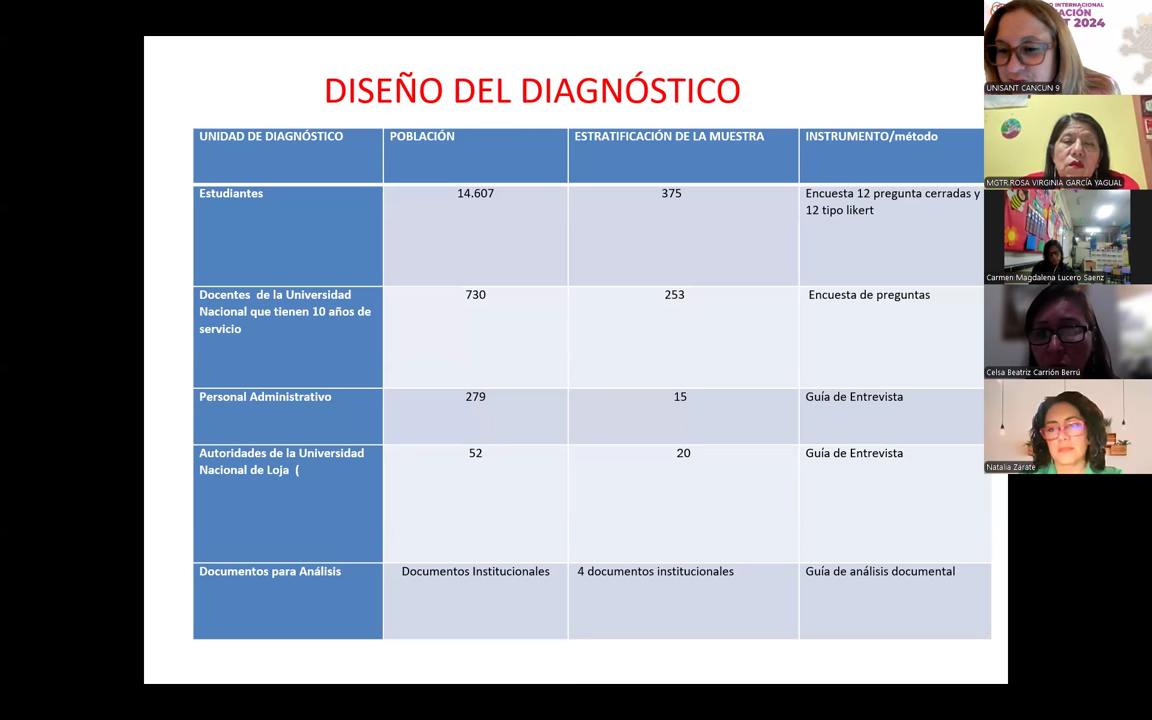 DISEÑO DEL DIAGNÓSTICO
UNIDAD DE DIAGNÓSTICO
POBLACIÓN
ESTRATIFICACIÓN DE LA MUESTRA
INSTRUMENTO/método
Estudiantes
14.607
375
Encuesta 12 pregunta cerradas y
12 tipo likert
Docentes de la Universidad
Nacional que tienen 10 años de
servicio
730
253
Encuesta de preguntas
Personal Administrativo
279
15
Guía de Entrevista
Autoridades de la Universidad
Nacional de Loja (
52
20
Guía de Entrevista
Documentos para Análisis
Documentos Institucionales
4 documentos institucionales
Guía de análisis documental
INTERNACIONAL
2024
UNISANT CANCUN 9
MGTR.ROSA VIRGINIA GARCÍA YAGUAL
Carmen Magdalena Lucero Saenz
Celsa Beatriz Carrión Berrú
Natalia Zárate